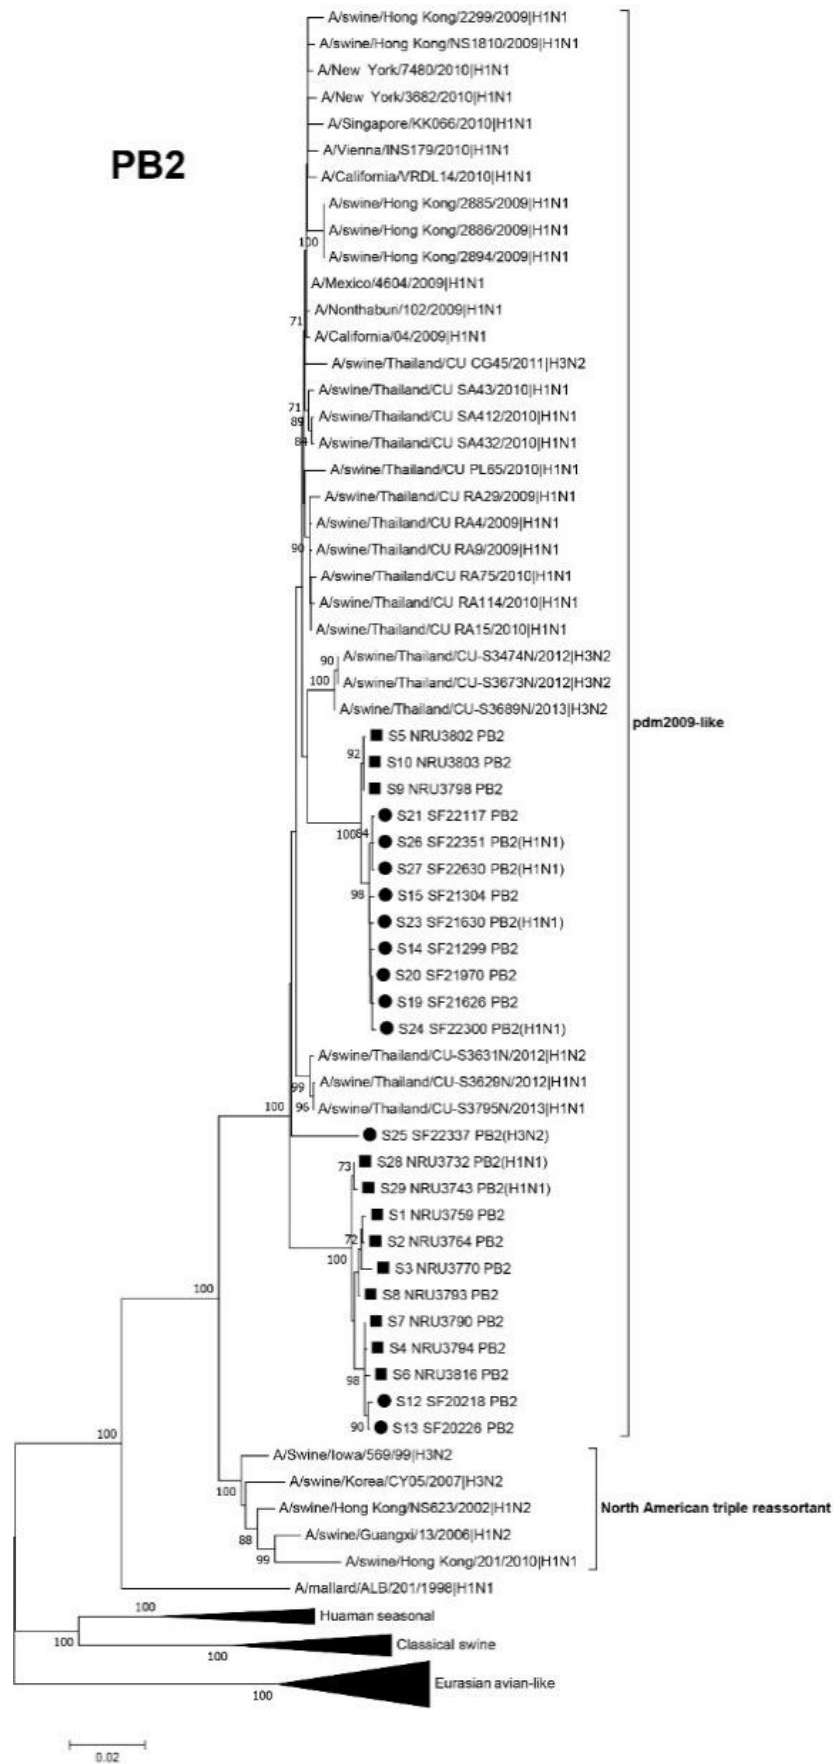 A/swine/Hong Kong/2299/2009|H1N1
A/swine/Hong Kong/NS1810/2009|H1N1
A/New York/7480/2010|H1N1
A/New York/3682/2010|H1N1
PB2
A/Singapore/KK066/2010|H1N1
A/Vienna/INS179/2010|H1N1
A/California/VRDL14/2010|H1N1
A/swine/Hong Kong/2885/2009|H1N1
A/swine/Hong Kong/2886/2009|H1N1
100
A/swine/Hong Kong/2894/2009|H1N1
A/Mexico/4604/2009|H1N1
A/Nonthaburi/102/2009|H1N1
71
A/California/04/2009|H1N1
A/swine/Thailand/CU CG45/2011|H3N2
A/swine/Thailand/CU SA43/2010|H1N1
71
A/swine/Thailand/CU SA412/2010|H1N1
89
84
A/swine/Thailand/CU SA432/2010|H1N1
A/swine/Thailand/CU PL65/2010|H1N1
A/swine/Thailand/CU RA29/2009|H1N1
A/swine/Thailand/CU RA4/2009|H1N1
90
A/swine/Thailand/CU RA9/2009|H1N1
A/swine/Thailand/CU RA75/2010|H1N1
A/swine/Thailand/CU RA114/2010|H1N1
A/swine/Thailand/CU RA15/2010|H1N1
90
A/swine/Thailand/CU-S3474N/2012|H3N2
100
A/swine/Thailand/CU-S3673N/2012|H3N2
A/swine/Thailand/CU-S3689N/2013|H3N2
pdm2009-like
S5 NRU3802 PB2
92
S10 NRU3803 PB2
S9 NRU3798 PB2
S21 SF22117 PB2
100
84
S26 SF22351 PB2(H1N1)
S27 SF22630 PB2(H1N1)
98
S15 SF21304 PB2
S23 SF21630 PB2(H1N1)
S14 SF21299 PB2
S20 SF21970 PB2
S19 SF21626 PB2
S24 SF22300 PB2(H1N1)
A/swine/Thailand/CU-S3631N/2012|H1N2
99
A/swine/Thailand/CU-S3629N/2012|H1N1
100
96
A/swine/Thailand/CU-S3795N/2013|H1N1
S25 SF22337 PB2(H3N2)
73
S28 NRU3732 PB2(H1N1)
S29 NRU3743 PB2(H1N1)
S1 NRU3759 PB2
72
S2 NRU3764 PB2
100
S3 NRU3770 PB2
100
S8 NRU3793 PB2
S7 NRU3790 PB2
S4 NRU3794 PB2
98
S6 NRU3816 PB2
S12 SF20218 PB2
90
S13 SF20226 PB2
100
A/Swine/Iowa/569/99|H3N2
100
A/swine/Korea/CY05/2007|H3N2
A/swine/Hong Kong/NS623/2002|H1N2
North American triple reassortant
88
A/swine/Guangxi/13/2006|H1N2
99
A/swine/Hong Kong/201/2010|H1N1
A/mallard/ALB/201/1998|H1N1
100
Huaman seasonal
100
100
Classical swine
100
Eurasian avian-like
0.02